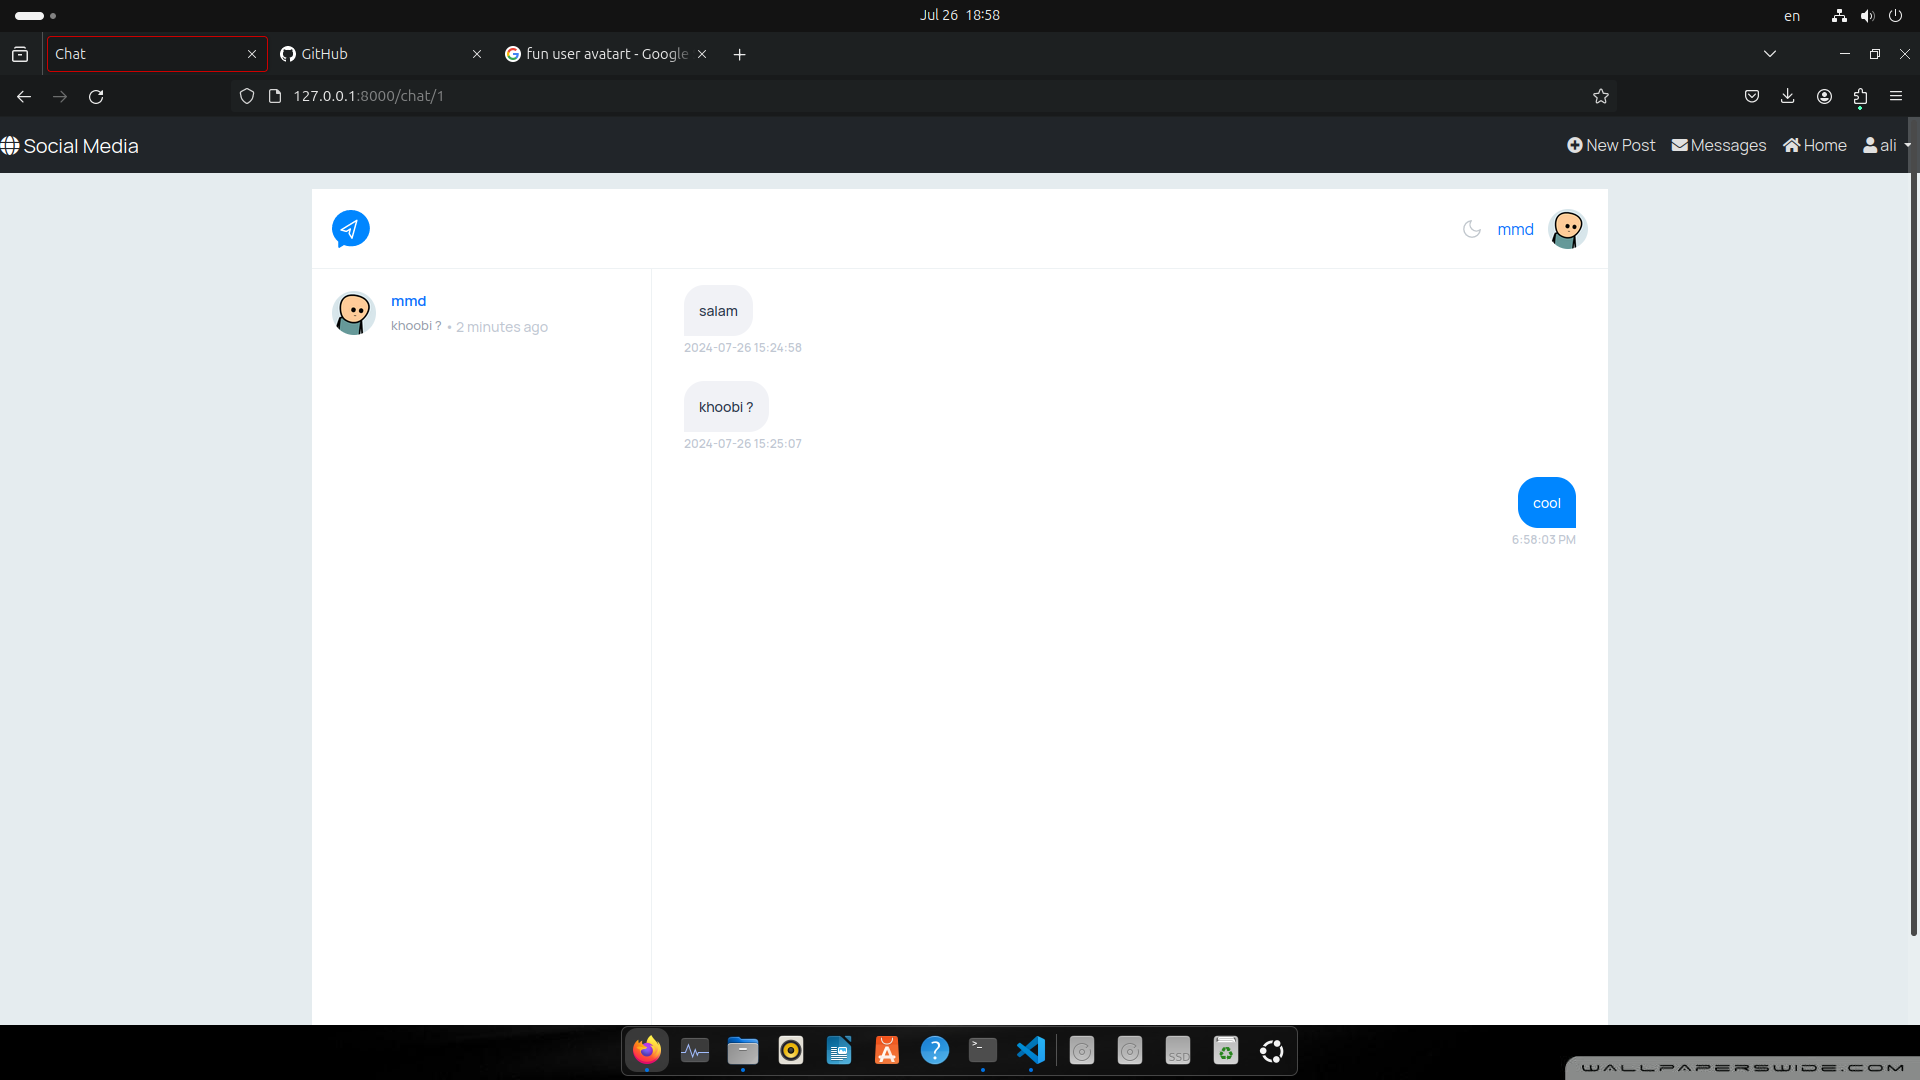 Jul 26 18:58
en
Chat
GitHub
fun user avatart - Google
127.0.0.1:8000/chat/1
Social Media
New Post
Messages
Home
ali
mmd
mmd
khoobi ? • 2 minutes ago
salam
2024-07-26 15:24:58
khoobi ?
2024-07-26 15:25:07
cool
6:58:03 PM
SSD
WALLPAPERSWIDE.COM